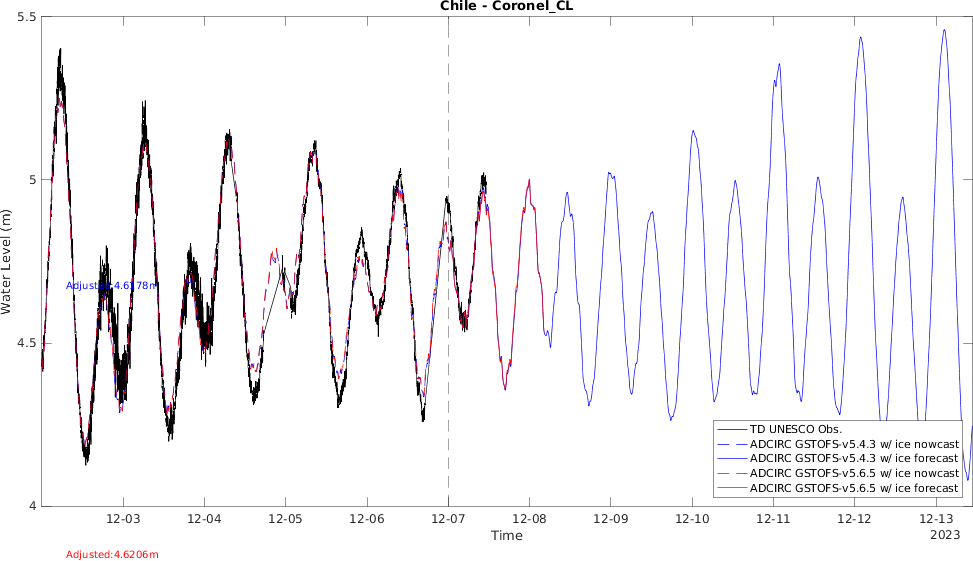 Chile - Coronel_CL
5.5
5
4.5
4
Water Level (m)
Adjusted:4.6178m
TD UNESCO Obs.
ADCIRC GSTOFS-v5.4.3 w/ ice nowcast
ADCIRC GSTOFS-v5.4.3 w/ ice forecast
ADCIRC GSTOFS-v5.6.5 w/ ice nowcast
ADCIRC GSTOFS-v5.6.5 w/ ice forecast
12-03 12-04 12-05 12-06 12-07 12-08 12-09 12-10 12-11 12-12 12-13
2023
Time
Adjusted:4.6206m